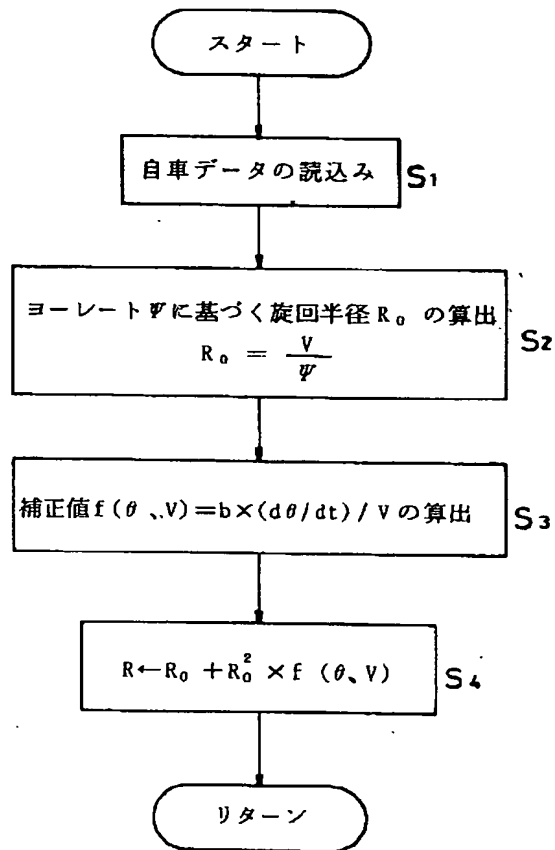 スタート
自車データの読込み S1
ヨーレートΨに基づく旋回半径R₀ の算出
R₀ = V/Ψ S2
補正値f(θ、V)=b×(dθ/dt)/Vの算出 S3
R←R₀ +R₀² ×f (θ、V) S4
リターン